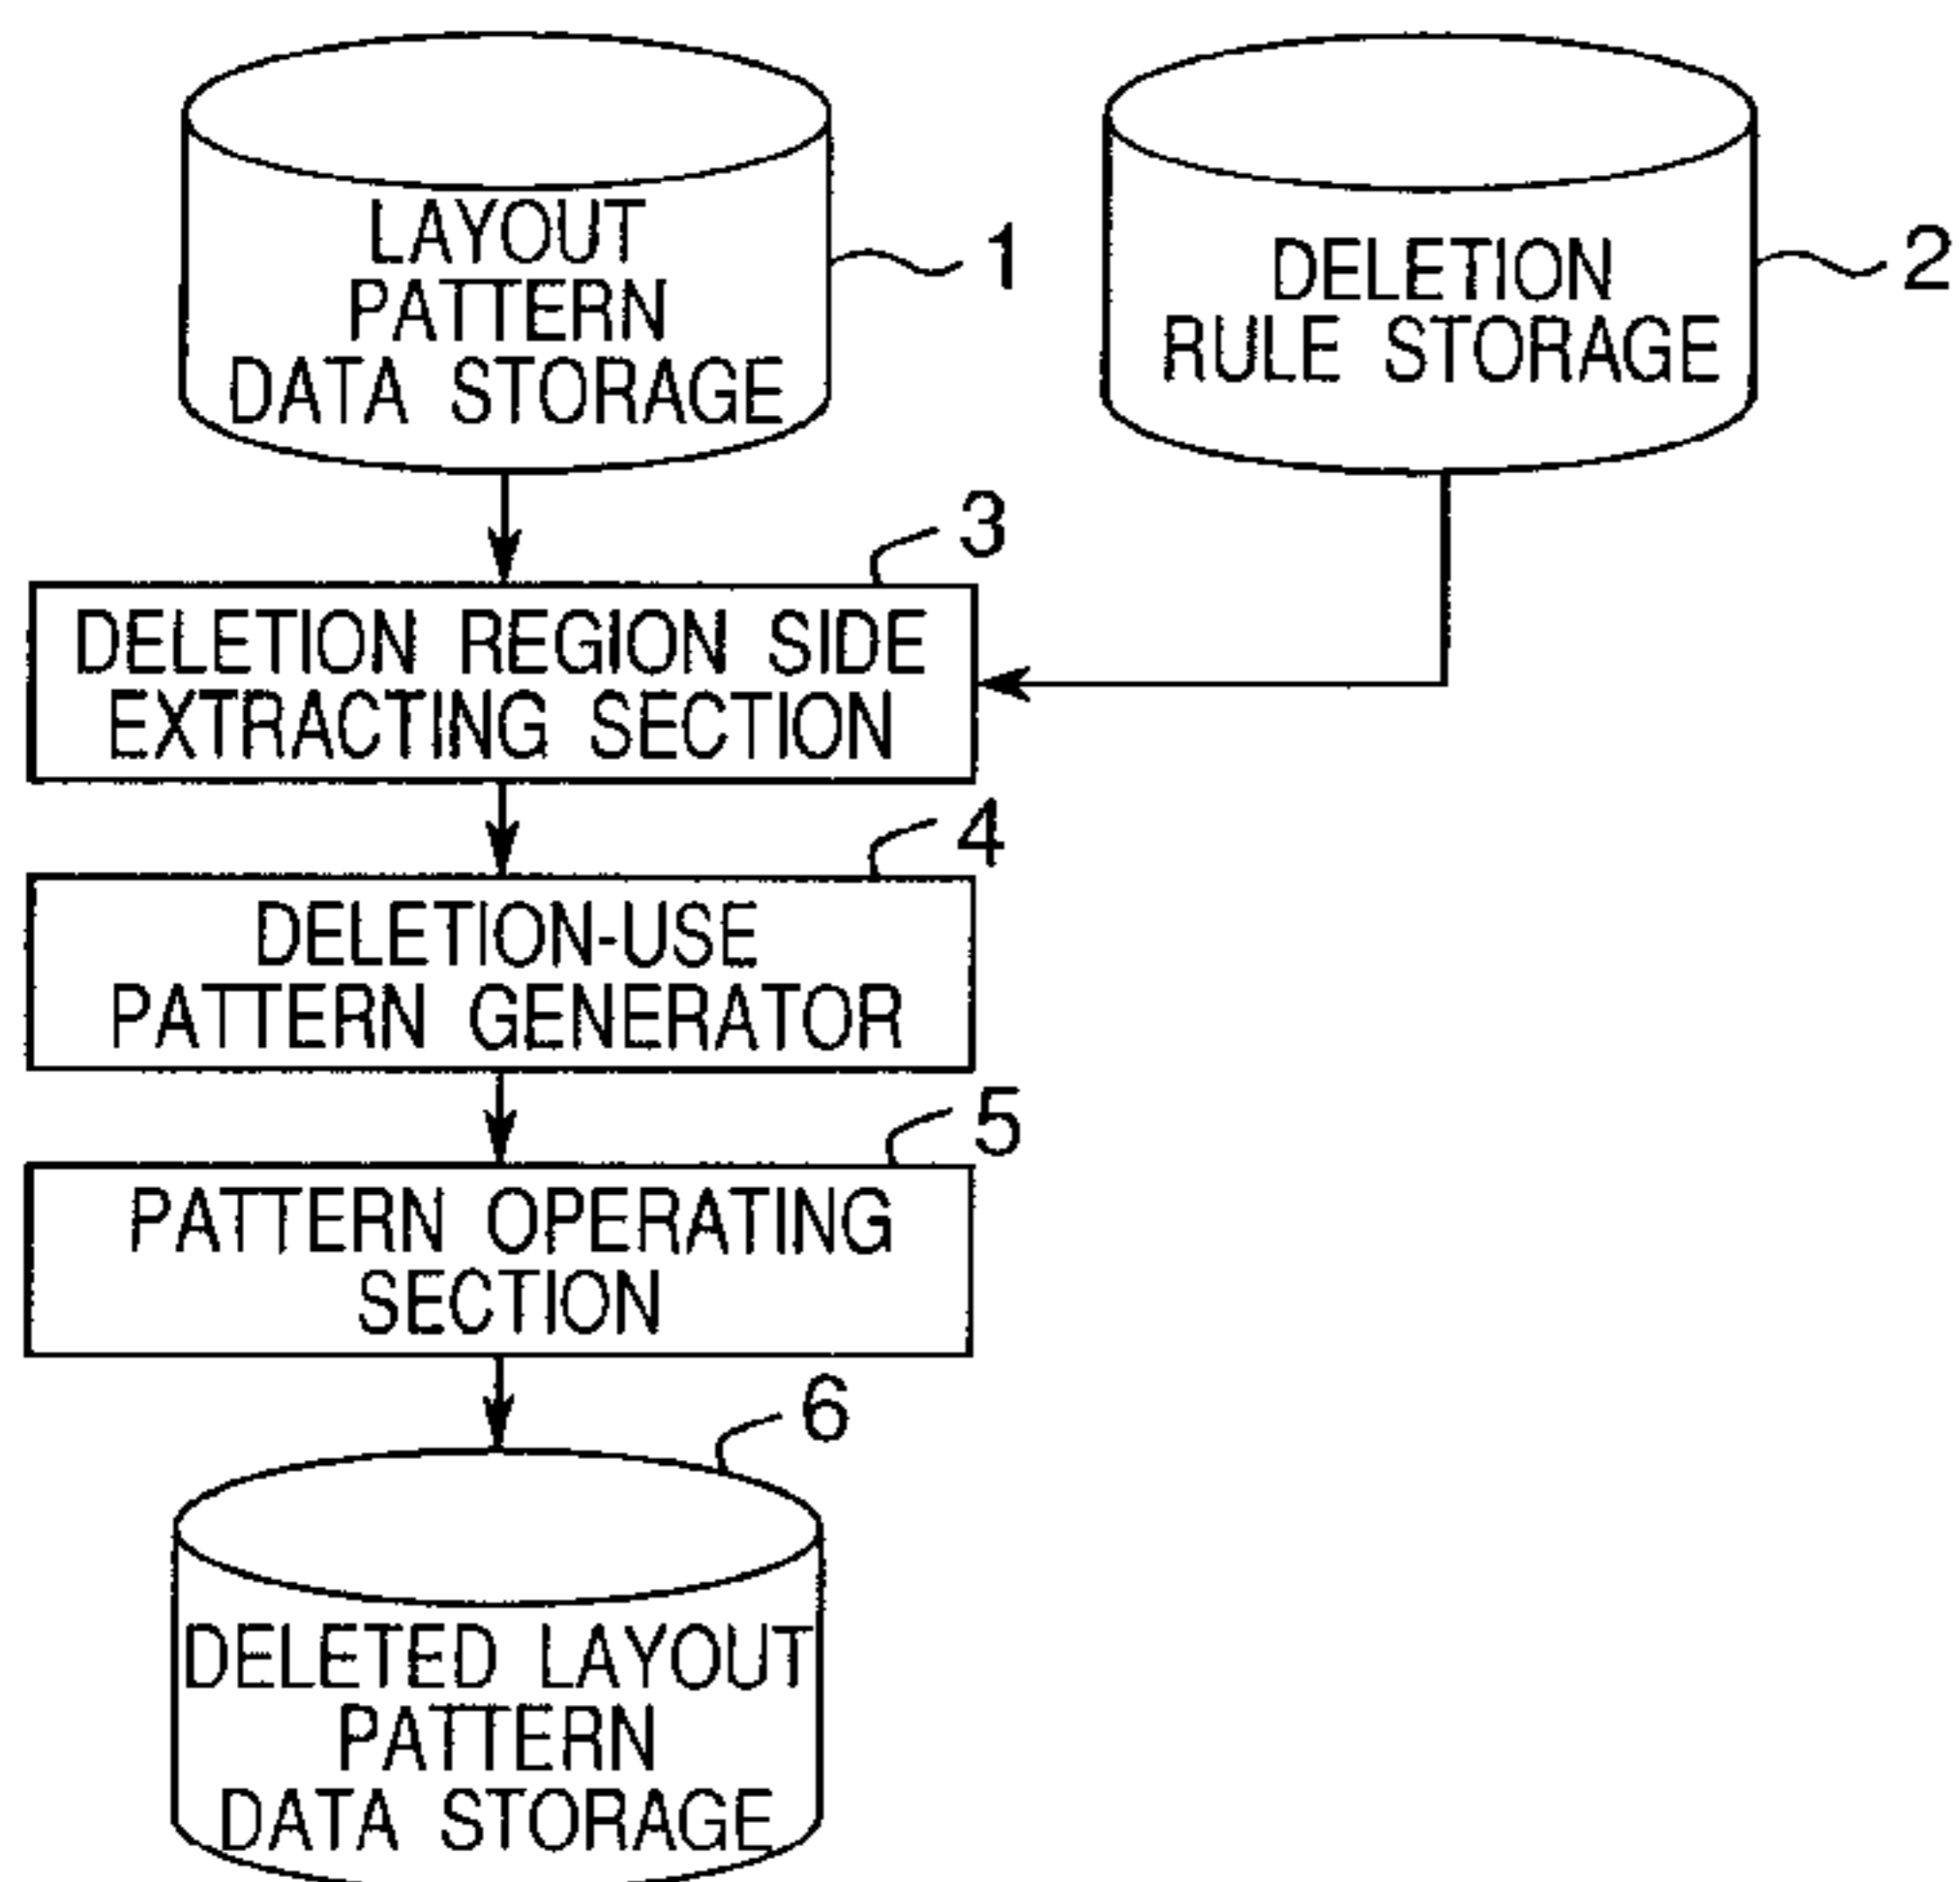 LAYOUT
PATTERN
DATA STORAGE
1
DELETION
RULE STORAGE
2
3
DELETION REGION SIDE
EXTRACTING SECTION
4
DELETION-USE
PATTERN GENERATOR
5
PATTERN OPERATING
SECTION
6
DELETED LAYOUT
PATTERN
DATA STORAGE